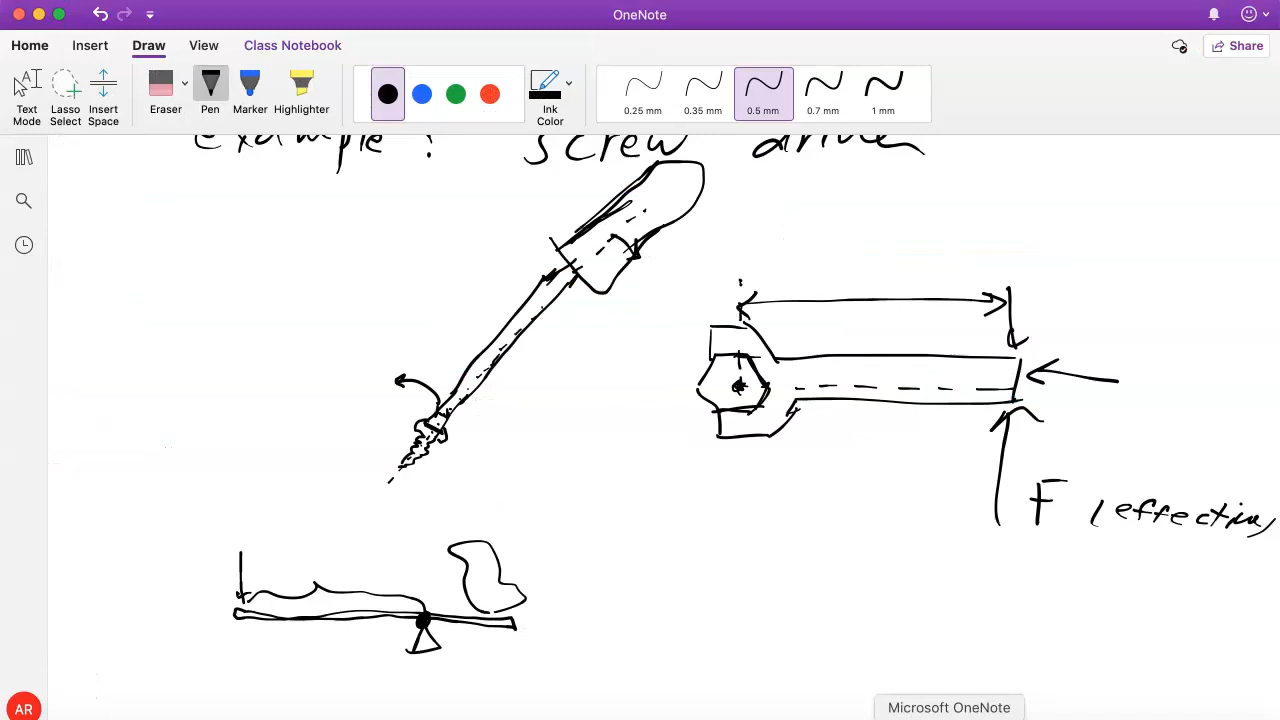 OneNote
Home Insert Draw View Class Notebook
Share
Text Mode
Lasso Select
Insert Space
Eraser
Pen
Marker
Highlighter
Ink Color
0.25 mm
0.35 mm
0.5 mm
0.7 mm
1 mm
example : screw driver
F (effective)
AR
Microsoft OneNote